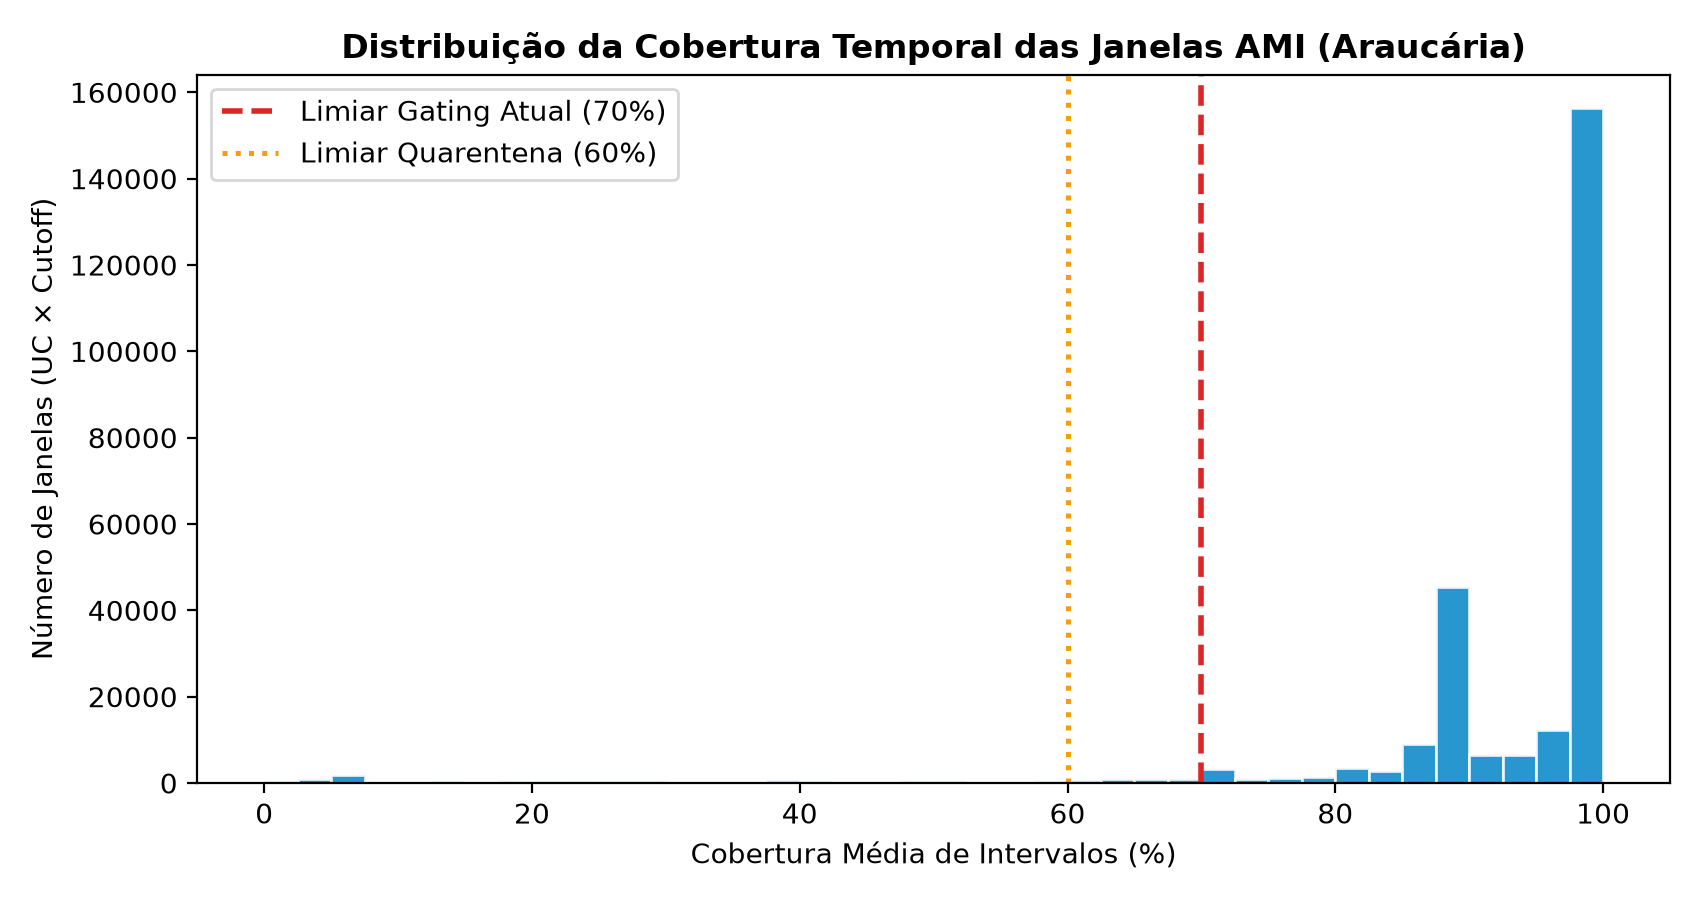 Distribuição da Cobertura Temporal das Janelas AMI (Araucária)
Limiar Gating Atual (70%)
Limiar Quarentena (60%)
Número de Janelas (UC × Cutoff)
160000
140000
120000
100000
80000
60000
40000
20000
0
0 20 40 60 80 100
Cobertura Média de Intervalos (%)